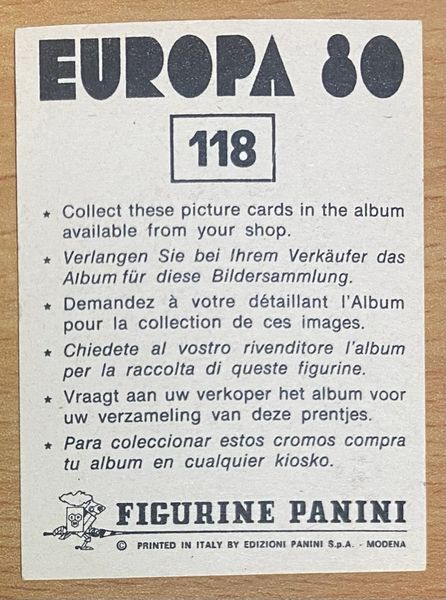 EUROPA 80
118
★ Collect these picture cards in the album
available from your shop.
★ Verlangen Sie bei Ihrem Verkäufer das
Album für diese Bildersammlung.
★ Demandez à votre détaillant l'Album
pour la collection de ces images.
★ Chiedete al vostro rivenditore l'album
per la raccolta di queste figurine.
★ Vraagt aan uw verkoper het album voor
uw verzameling van deze prentjes.
★ Para coleccionar estos cromos compra
tu album en cualquier kiosko.
FIGURINE PANINI
© PRINTED IN ITALY BY EDIZIONI PANINI S.p.A. - MODENA